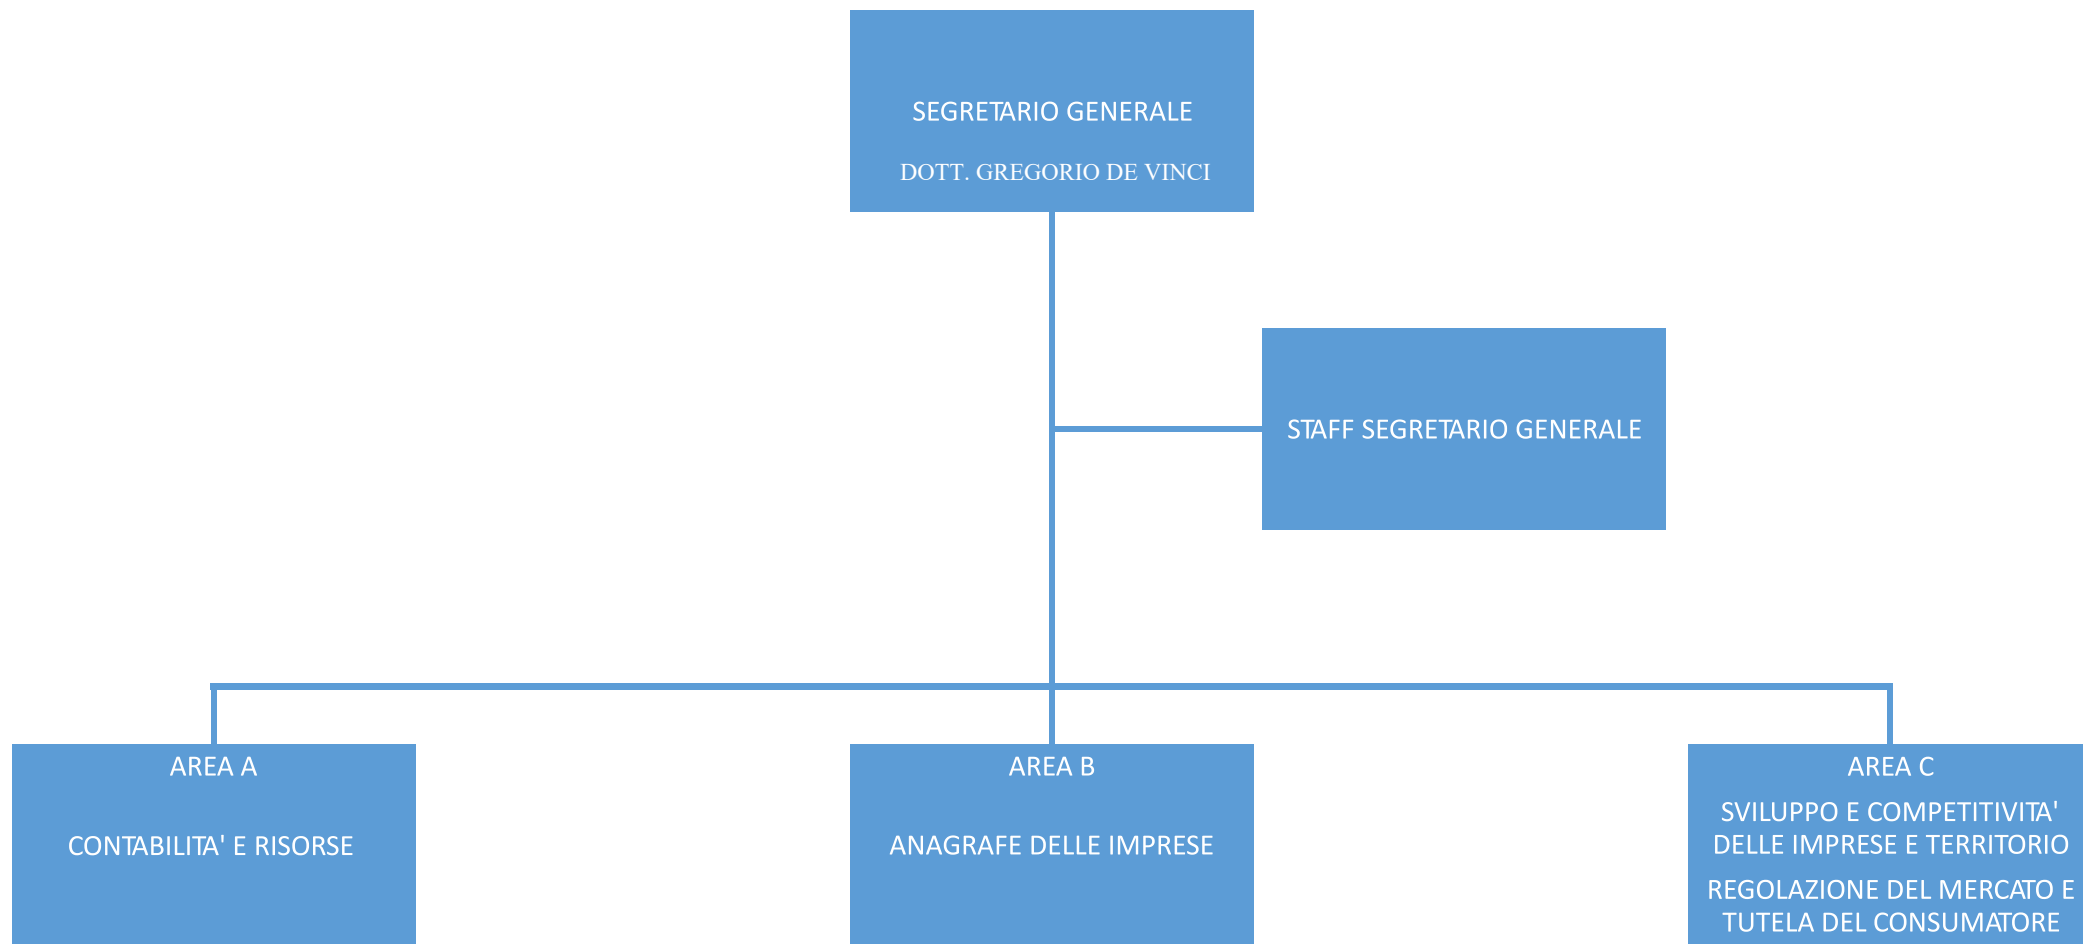 SEGRETARIO GENERALE
DOTT. GREGORIO DE VINCI
STAFF SEGRETARIO GENERALE
AREA A
CONTABILITA' E RISORSE
AREA B
ANAGRAFE DELLE IMPRESE
AREA C
SVILUPPO E COMPETITIVITA'
DELLE IMPRESE E TERRITORIO
REGOLAZIONE DEL MERCATO E
TUTELA DEL CONSUMATORE